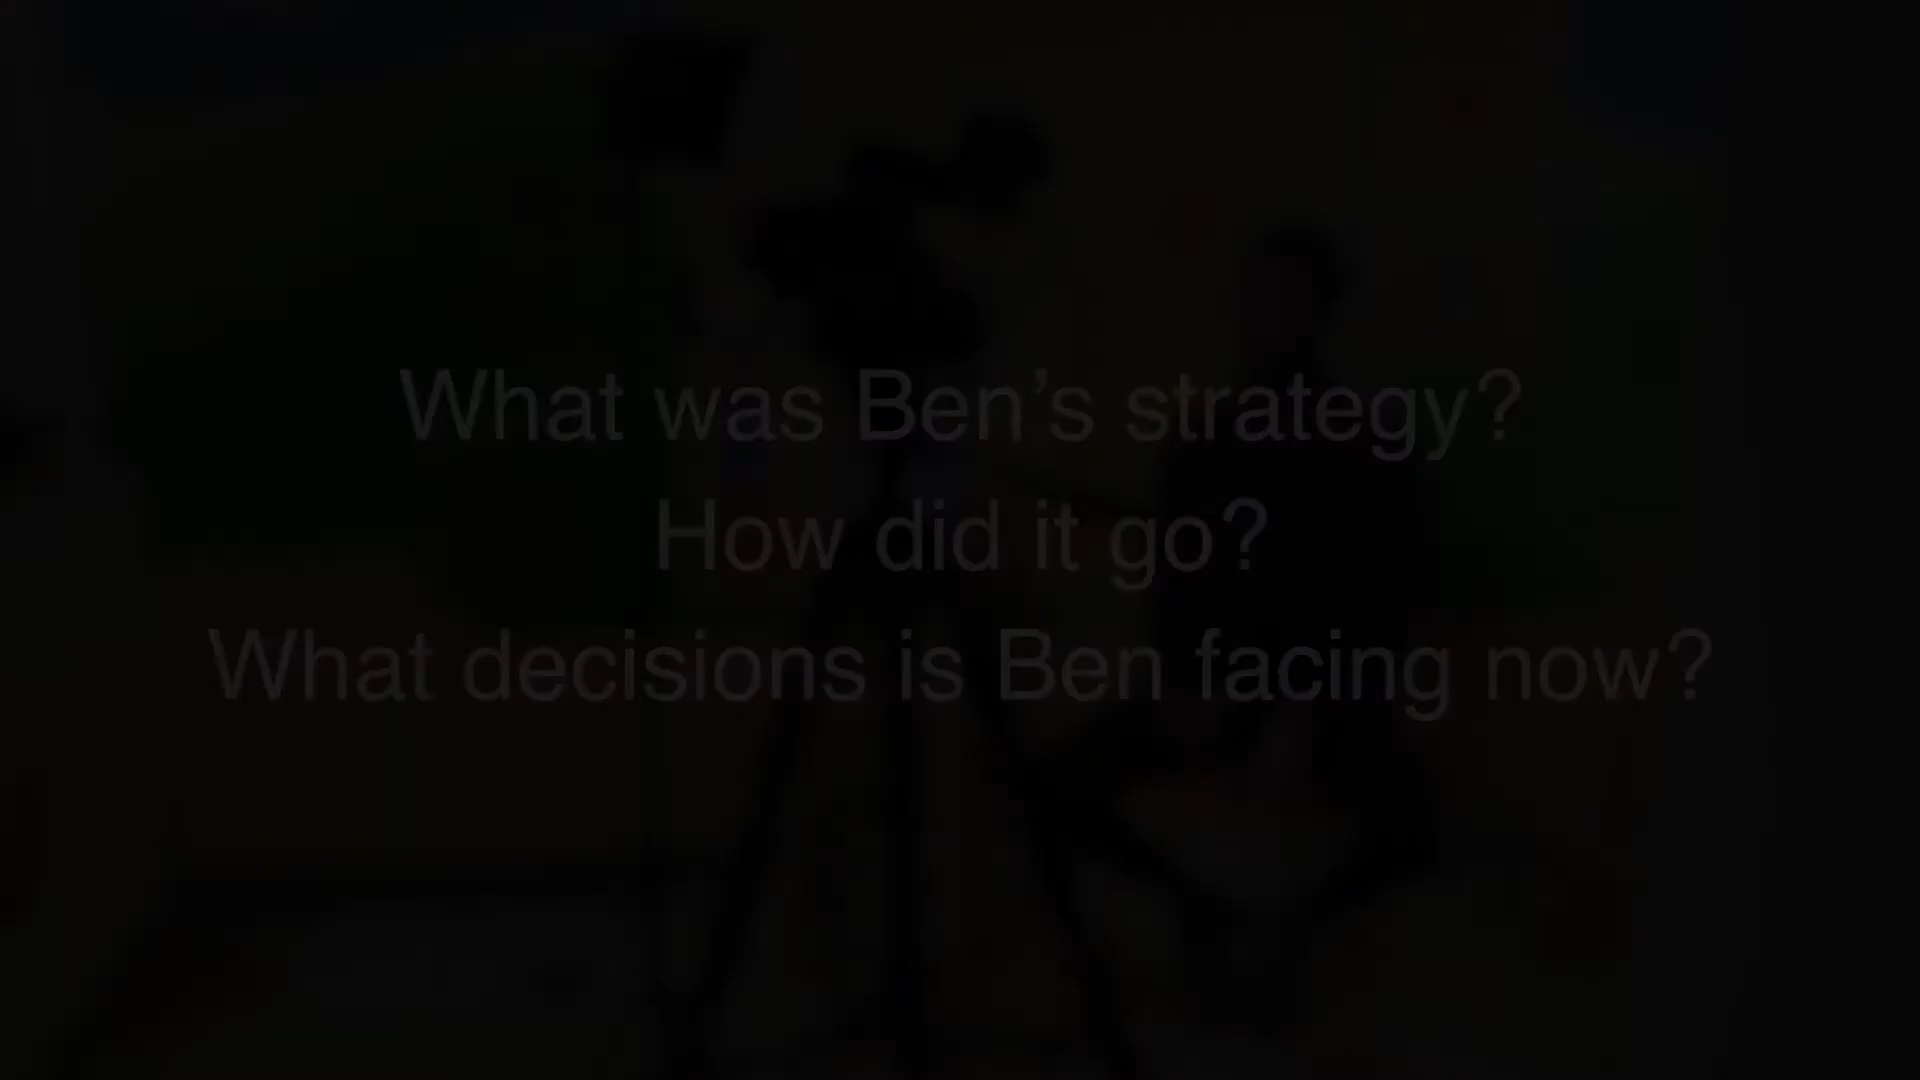 What was Ben’s strategy?
How did it go?
What decisions is Ben facing now?